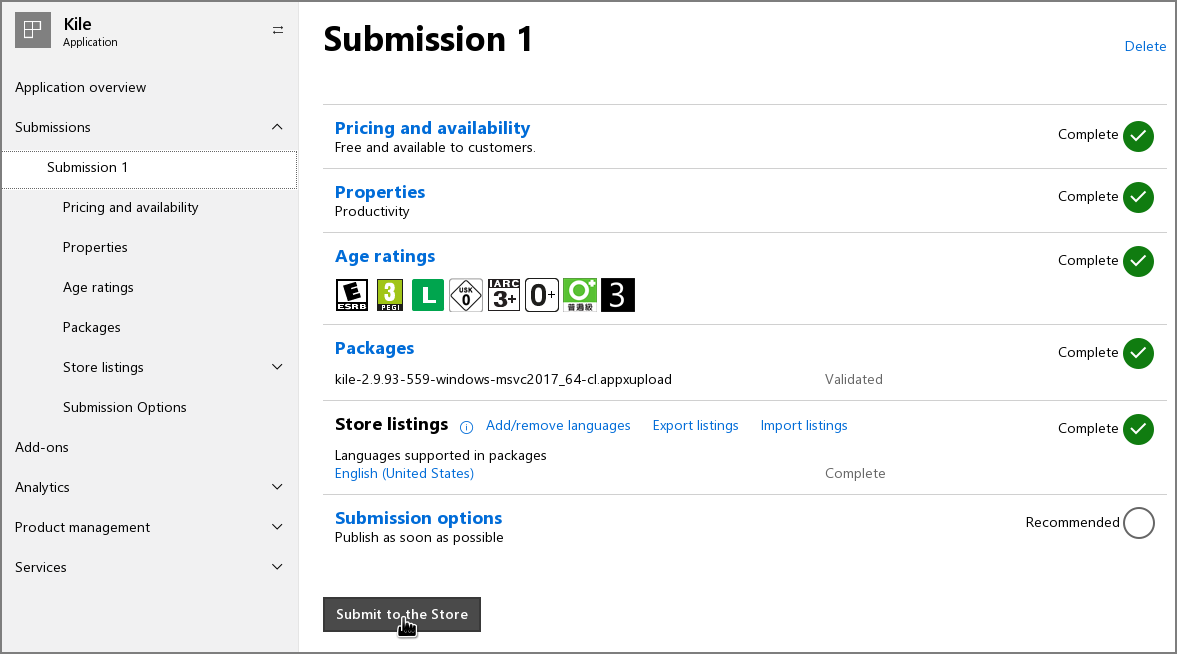 Kile
Application
Application overview
Submissions
Submission 1
Pricing and availability
Properties
Age ratings
Packages
Store listings
Submission Options
Add-ons
Analytics
Product management
Services
Submission 1
Delete
Pricing and availability
Free and available to customers.
Complete
Properties
Productivity
Complete
Age ratings
Complete
E ESRB
3 PEGI
L
USK 0
IARC 3+
0+
普遍級
3
Packages
Complete
kile-2.9.93-559-windows-msvc2017_64-cl.appxupload Validated
Store listings Add/remove languages Export listings Import listings
Complete
Languages supported in packages
English (United States) Complete
Submission options
Publish as soon as possible
Recommended
Submit to the Store